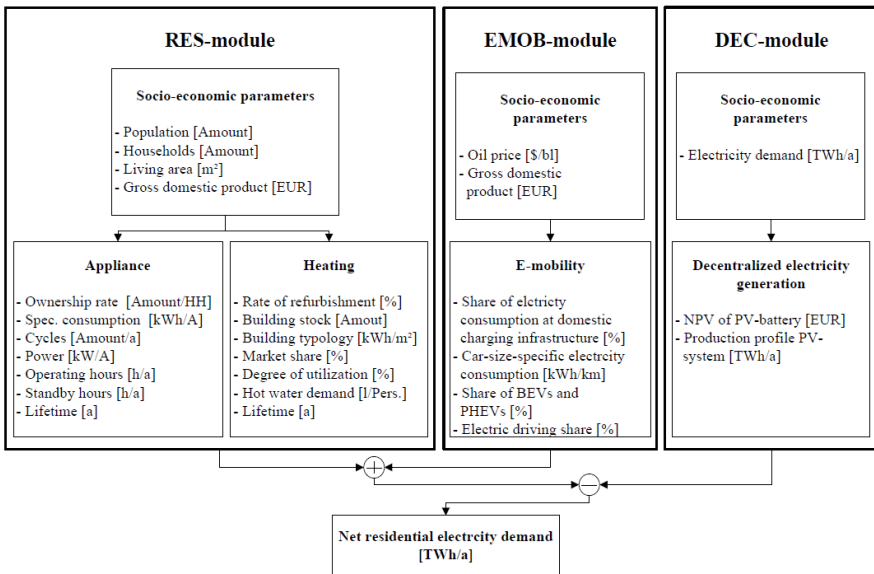 RES-module
Socio-economic parameters
- Population [Amount]
- Households [Amount]
- Living area [m²]
- Gross domestic product [EUR]
Appliance
- Ownership rate [Amount/HH]
- Spec. consumption [kWh/A]
- Cycles [Amount/a]
- Power [kW/A]
- Operating hours [h/a]
- Standby hours [h/a]
- Lifetime [a]
Heating
- Rate of refurbishment [%]
- Building stock [Amout]
- Building typology [kWh/m²]
- Market share [%]
- Degree of utilization [%]
- Hot water demand [l/Pers.]
- Lifetime [a]
EMOB-module
Socio-economic
parameters
- Oil price [$/bl]
- Gross domestic
product [EUR]
E-mobility
- Share of elctricty
consumption at domestic
charging infrastructure [%]
- Car-size-specific electrcity
consumption [kWh/km]
- Share of BEVs and
PHEVs [%]
- Electric driving share [%]
DEC-module
Socio-economic
parameters
- Electricity demand [TWh/a]
Decentralized electricity
generation
- NPV of PV-battery [EUR]
- Production profile PV-
system [TWh/a]
+
−
Net residential electrcity demand
[TWh/a]